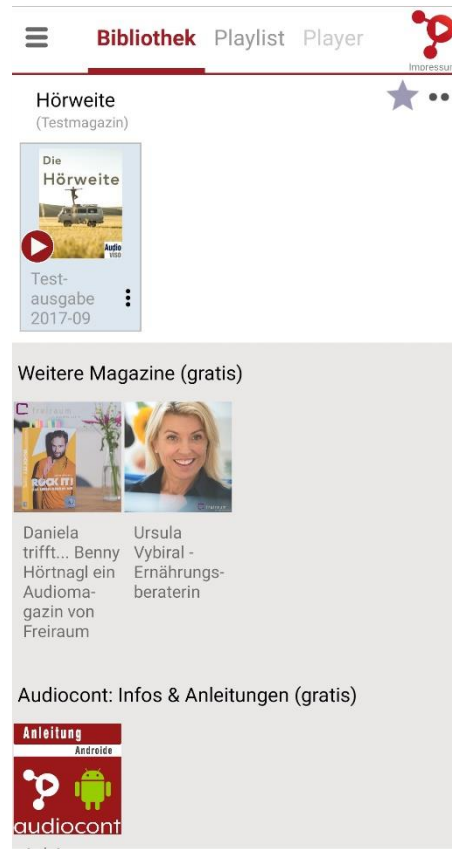 Bibliothek Playlist Player
Impressum
Hörweite
(Testmagazin)
Die
Hörweite
Audio
viso
Test-
ausgabe
2017-09
Weitere Magazine (gratis)
freiraum
ROCK IT!
Daniela
trifft... Benny
Hörtnagl ein
Audioma-
gazin von
Freiraum
Ursula
Vybiral -
Ernährungs-
beraterin
Audiocont: Infos & Anleitungen (gratis)
Anleitung
Androide
audiocont